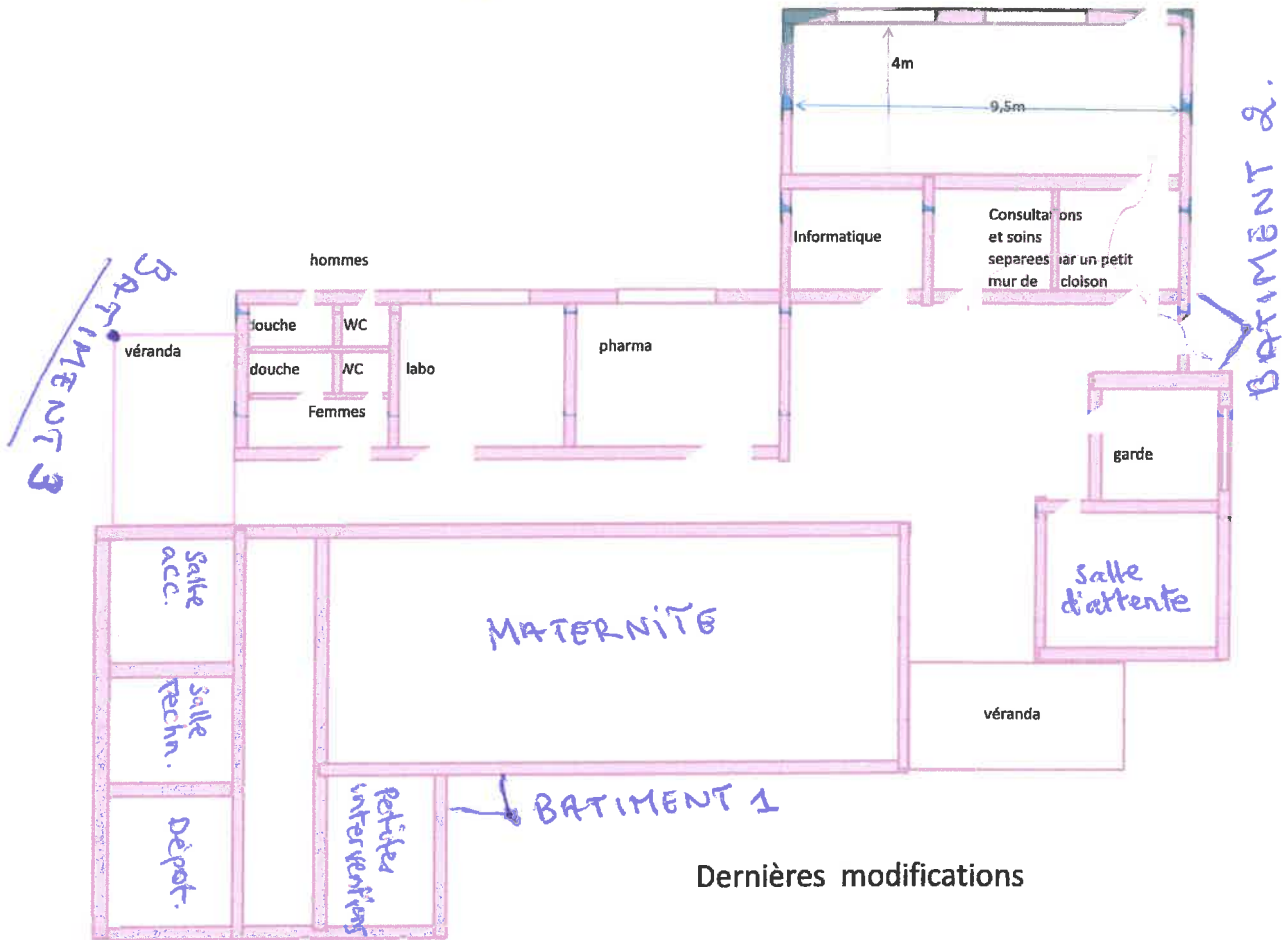 4m
9,5m
BATIMENT 2.
Informatique
Consultations
et soins
separees par un petit
mur de cloison
hommes
BATIMENT 3
véranda
douche
WC
douche
WC
Femmes
labo
pharma
garde
Salle
d'attente
Salle
acc.
MATERNITE
Salle
Techn.
véranda
Dèpot.
Petites
interventions
BATIMENT 1
Dernières modifications